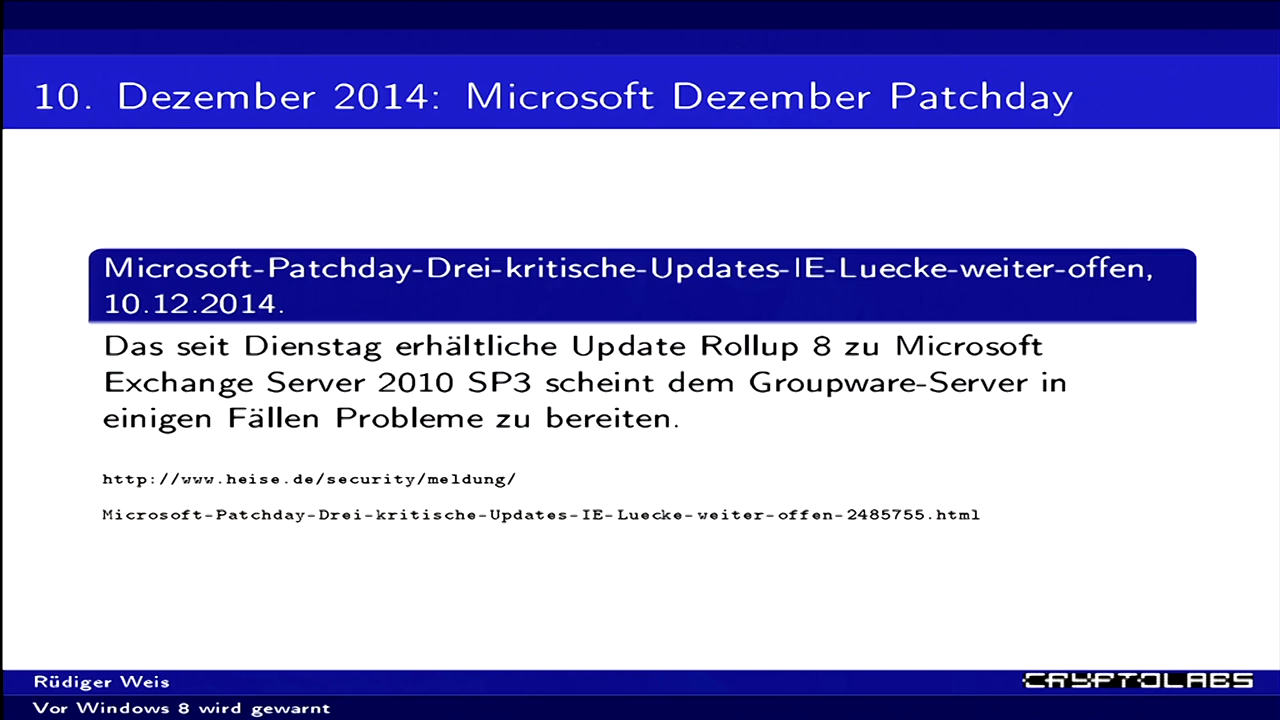 10. Dezember 2014: Microsoft Dezember Patchday
Microsoft-Patchday-Drei-kritische-Updates-IE-Luecke-weiter-offen,
10.12.2014.
Das seit Dienstag erhältliche Update Rollup 8 zu Microsoft
Exchange Server 2010 SP3 scheint dem Groupware-Server in
einigen Fällen Probleme zu bereiten.
http://www.heise.de/security/meldung/
Microsoft-Patchday-Drei-kritische-Updates-IE-Luecke-weiter-offen-2485755.html
Rüdiger Weis
CRYPTOLABS
Vor Windows 8 wird gewarnt